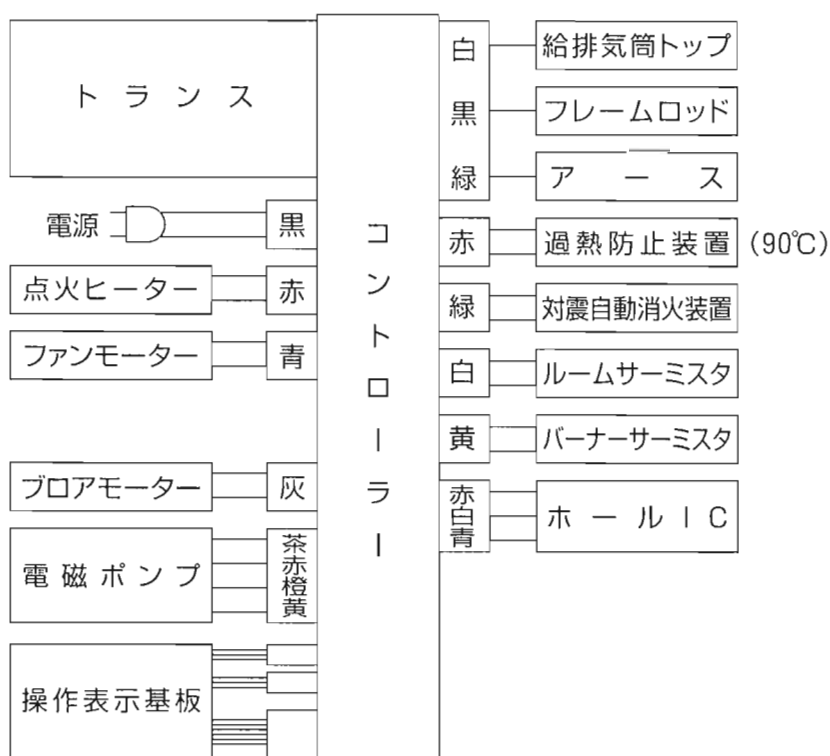 トランス
電源
黒
点火ヒーター
赤
ファンモーター
青
ブロアモーター
灰
電磁ポンプ
茶
赤
橙
黄
操作表示基板
コントローラー
白
給排気筒トップ
黒
フレームロッド
緑
アース
赤
過熱防止装置 (90℃)
緑
対震自動消火装置
白
ルームサーミスタ
黄
バーナーサーミスタ
赤
白
青
ホールIC